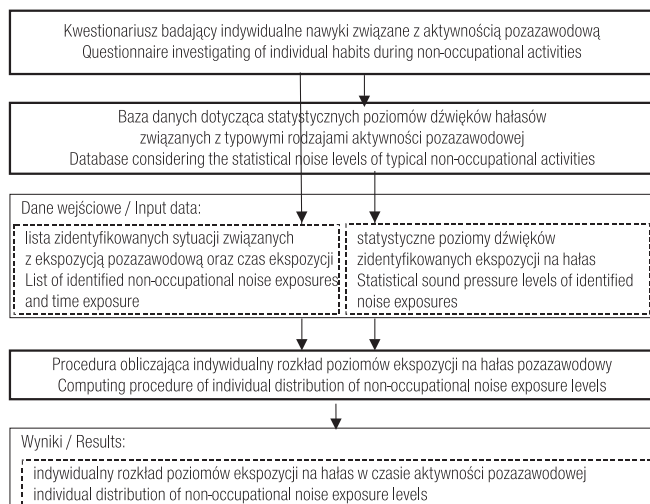 Kwestionariusz badający indywidualne nawyki związane z aktywnością pozazawodową
Questionnaire investigating of individual habits during non-occupational activities
Baza danych dotycząca statystycznych poziomów dźwięków hałasów
związanych z typowymi rodzajami aktywności pozazawodowej
Database considering the statistical noise levels of typical non-occupational activities
Dane wejściowe / Input data:
lista zidentyfikowanych sytuacji związanych
z ekspozycją pozazawodową oraz czas ekspozycji
List of identified non-occupational noise exposures
and time exposure
statystyczne poziomy dźwięków
zidentyfikowanych ekspozycji na hałas
Statistical sound pressure levels of identified
noise exposures
Procedura obliczająca indywidualny rozkład poziomów ekspozycji na hałas pozazawodowy
Computing procedure of individual distribution of non-occupational noise exposure levels
Wyniki / Results:
indywidualny rozkład poziomów ekspozycji na hałas w czasie aktywności pozazawodowej
individual distribution of non-occupational noise exposure levels